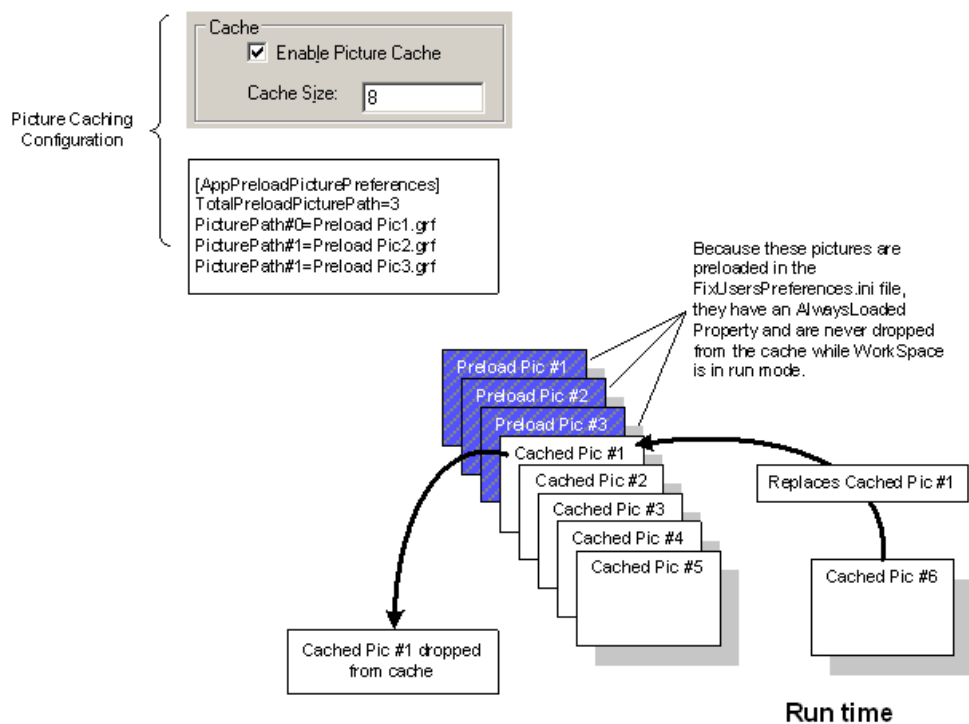 Cache
Enable Picture Cache
Cache Size: 8
Picture Caching
Configuration
[AppPreloadPicturePreferences]
TotalPreloadPicturePath=3
PicturePath#0=Preload Pic1.grf
PicturePath#1=Preload Pic2.grf
PicturePath#1=Preload Pic3.grf
Because these pictures are
preloaded in the
FixUsersPreferences.ini file,
they have an AlwaysLoaded
Property and are never dropped
from the cache while WorkSpace
is in run mode.
Preload Pic #1
Preload Pic #2
Preload Pic #3
Cached Pic #1
Cached Pic #2
Cached Pic #3
Cached Pic #4
Cached Pic #5
Replaces Cached Pic #1
Cached Pic #6
Cached Pic #1 dropped
from cache
Run time